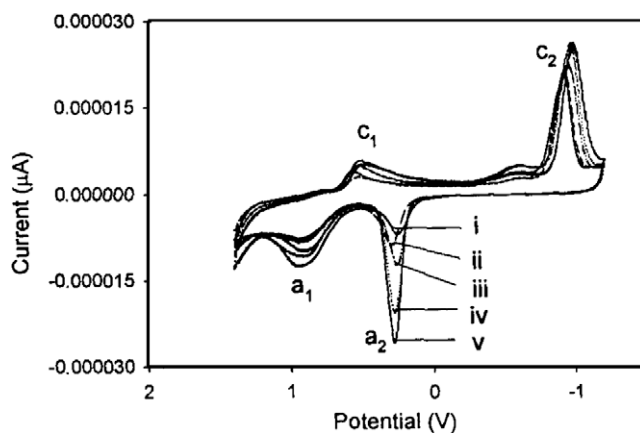 0.000030
0.000015
0.000000
-0.000015
-0.000030
Current (μA)
c₁
c₂
a₁
a₂
i
ii
iii
iv
v
2 1 0 -1
Potential (V)